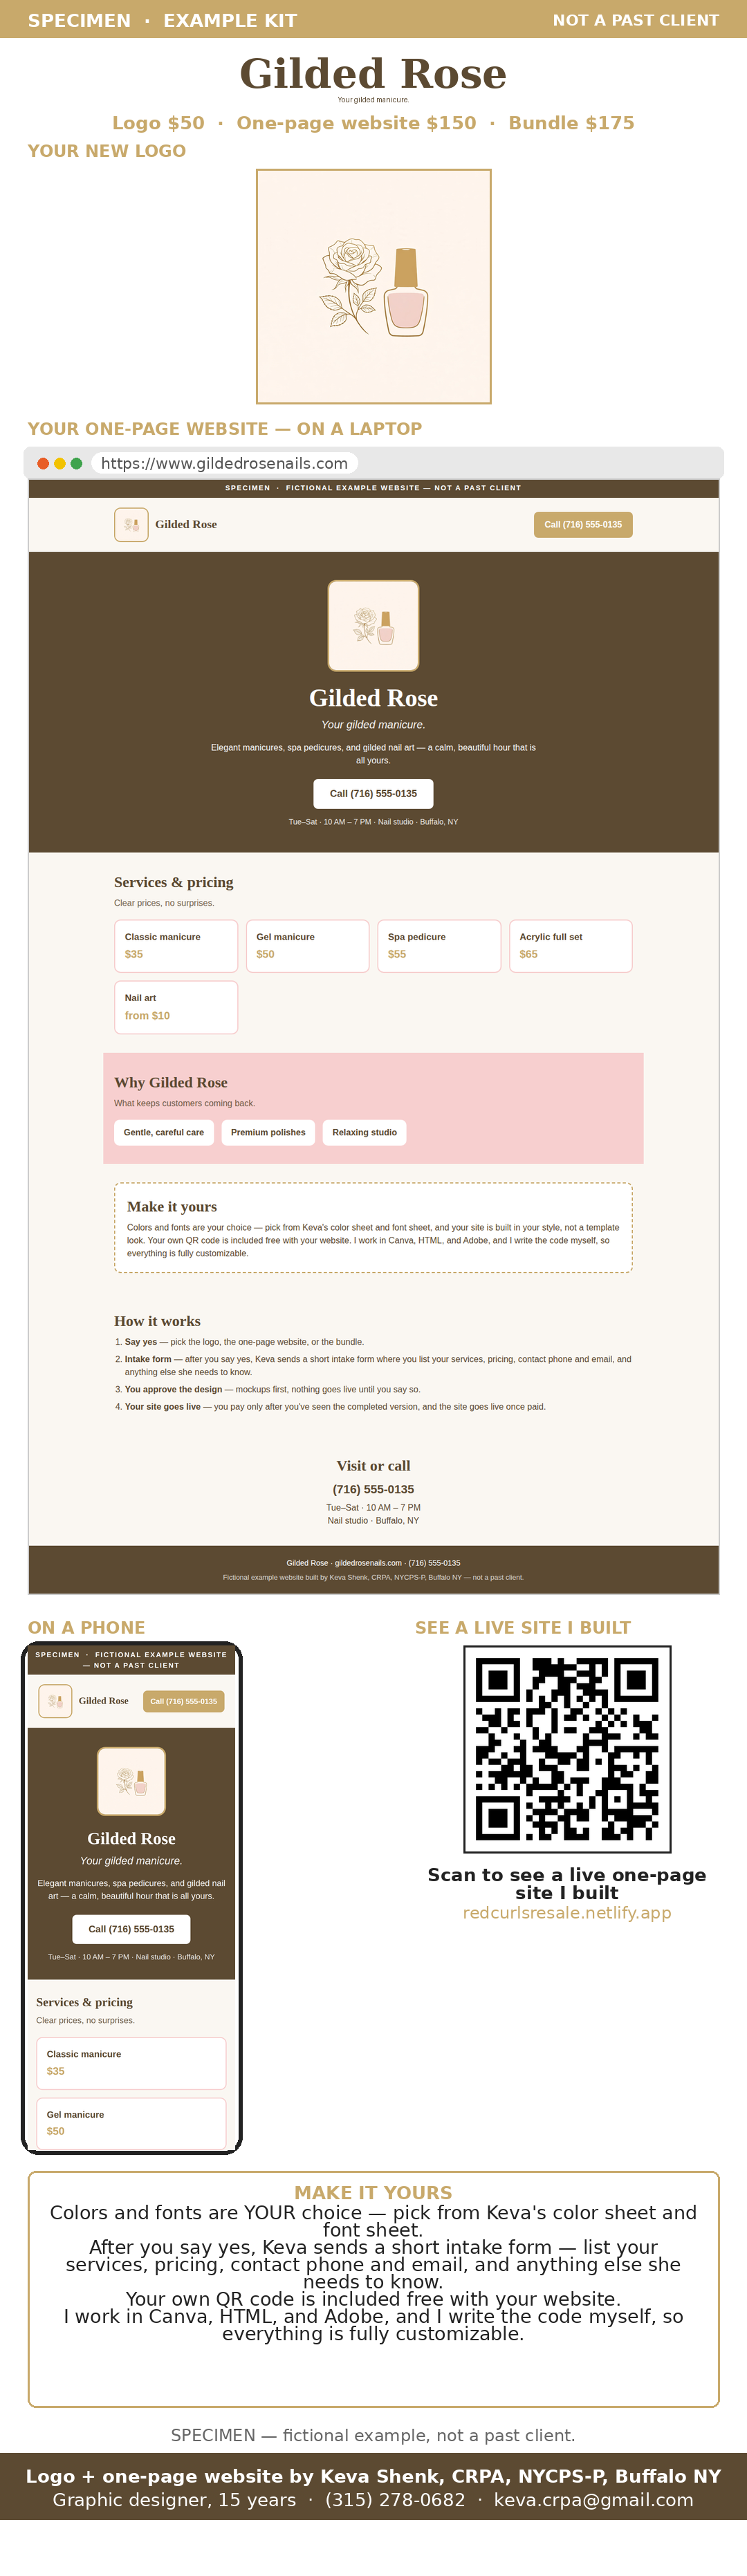 SPECIMEN · EXAMPLE KIT
NOT A PAST CLIENT
Gilded Rose
Your gilded manicure.
Logo $50 · One-page website $150 · Bundle $175
YOUR NEW LOGO
YOUR ONE-PAGE WEBSITE — ON A LAPTOP
https://www.gildedrosenails.com
SPECIMEN · FICTIONAL EXAMPLE WEBSITE — NOT A PAST CLIENT
Gilded Rose
Call (716) 555-0135
Gilded Rose
Your gilded manicure.
Elegant manicures, spa pedicures, and gilded nail art — a calm, beautiful hour that is
all yours.
Call (716) 555-0135
Tue–Sat · 10 AM – 7 PM · Nail studio · Buffalo, NY
Services & pricing
Clear prices, no surprises.
Classic manicure
$35
Gel manicure
$50
Spa pedicure
$55
Acrylic full set
$65
Nail art
from $10
Why Gilded Rose
What keeps customers coming back.
Gentle, careful care
Premium polishes
Relaxing studio
Make it yours
Colors and fonts are your choice — pick from Keva's color sheet and font sheet, and your site is built in your style, not a template
look. Your own QR code is included free with your website. I work in Canva, HTML, and Adobe, and I write the code myself, so
everything is fully customizable.
How it works
1. Say yes — pick the logo, the one-page website, or the bundle.
2. Intake form — after you say yes, Keva sends a short intake form where you list your services, pricing, contact phone and email, and
anything else she needs to know.
3. You approve the design — mockups first, nothing goes live until you say so.
4. Your site goes live — you pay only after you've seen the completed version, and the site goes live once paid.
Visit or call
(716) 555-0135
Tue–Sat · 10 AM – 7 PM
Nail studio · Buffalo, NY
Gilded Rose · gildedrosenails.com · (716) 555-0135
Fictional example website built by Keva Shenk, CRPA, NYCPS-P, Buffalo NY — not a past client.
ON A PHONE
SPECIMEN · FICTIONAL EXAMPLE WEBSITE
— NOT A PAST CLIENT
Gilded Rose
Call (716) 555-0135
Gilded Rose
Your gilded manicure.
Elegant manicures, spa pedicures, and gilded nail
art — a calm, beautiful hour that is all yours.
Call (716) 555-0135
Tue–Sat · 10 AM – 7 PM · Nail studio · Buffalo, NY
Services & pricing
Clear prices, no surprises.
Classic manicure
$35
Gel manicure
$50
SEE A LIVE SITE I BUILT
Scan to see a live one-page
site I built
redcurlsresale.netlify.app
MAKE IT YOURS
Colors and fonts are YOUR choice — pick from Keva's color sheet and
font sheet.
After you say yes, Keva sends a short intake form — list your
services, pricing, contact phone and email, and anything else she
needs to know.
Your own QR code is included free with your website.
I work in Canva, HTML, and Adobe, and I write the code myself, so
everything is fully customizable.
SPECIMEN — fictional example, not a past client.
Logo + one-page website by Keva Shenk, CRPA, NYCPS-P, Buffalo NY
Graphic designer, 15 years · (315) 278-0682 · keva.crpa@gmail.com